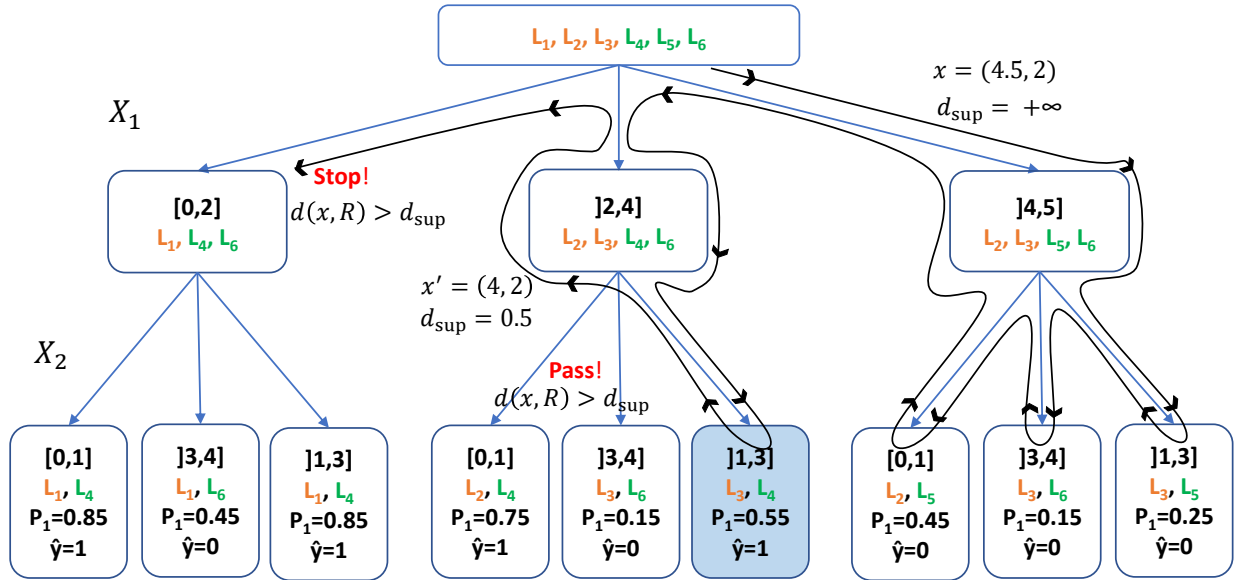 L₁, L₂, L₃, L₄, L₅, L₆
x = (4.5, 2)
d_sup = +∞
X₁
Stop!
d(x, R) > d_sup
[0,2]
L₁, L₄, L₆
]2,4]
L₂, L₃, L₄, L₆
]4,5]
L₂, L₃, L₅, L₆
x′ = (4, 2)
d_sup = 0.5
X₂
Pass!
d(x, R) > d_sup
[0,1]
L₁, L₄
P₁=0.85
ŷ=1
]3,4]
L₁, L₆
P₁=0.45
ŷ=0
]1,3]
L₁, L₄
P₁=0.85
ŷ=1
[0,1]
L₂, L₄
P₁=0.75
ŷ=1
]3,4]
L₃, L₆
P₁=0.15
ŷ=0
]1,3]
L₃, L₄
P₁=0.55
ŷ=1
[0,1]
L₂, L₅
P₁=0.45
ŷ=0
]3,4]
L₃, L₆
P₁=0.15
ŷ=0
]1,3]
L₃, L₅
P₁=0.25
ŷ=0